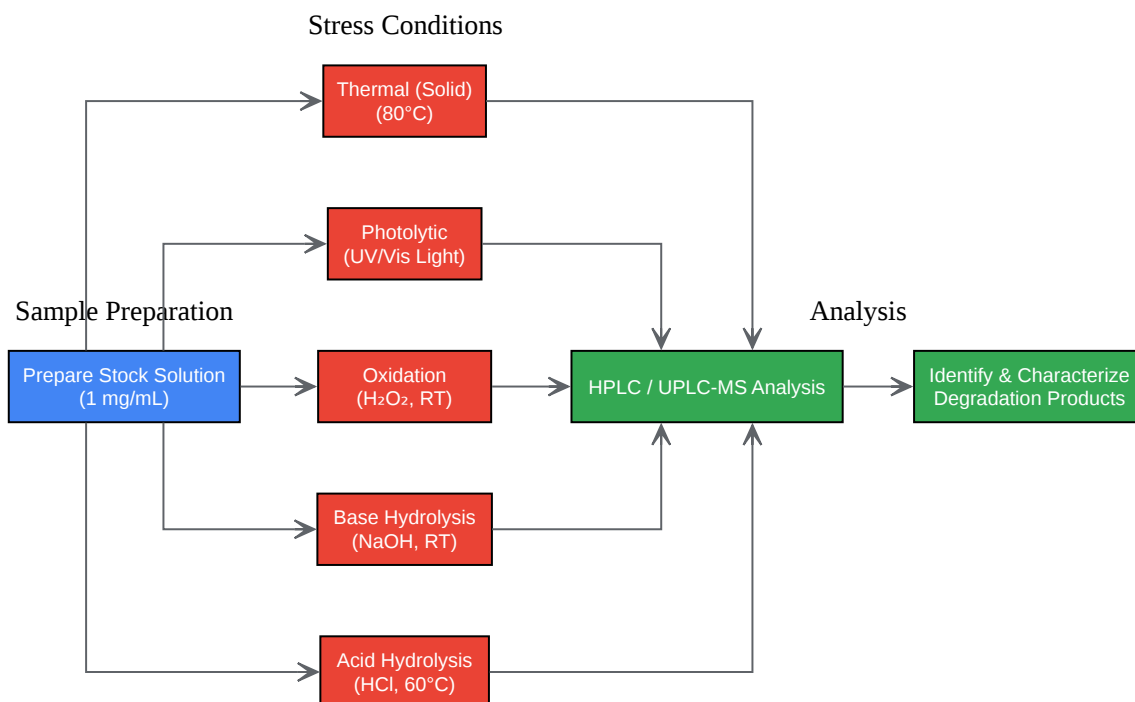 Stress Conditions
Thermal (Solid)
(80°C)
Photolytic
(UV/Vis Light)
Sample Preparation
Analysis
Prepare Stock Solution
(1 mg/mL)
Oxidation
(H₂O₂, RT)
HPLC / UPLC-MS Analysis
Identify & Characterize
Degradation Products
Base Hydrolysis
(NaOH, RT)
Acid Hydrolysis
(HCl, 60°C)